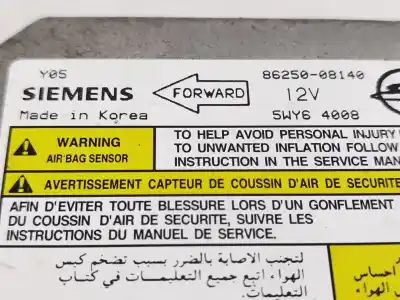 Y05
86250-08140
SIEMENS
FORWARD
12V
Made in Korea
5WY6 4008
WARNING
AIR BAG SENSOR
TO HELP AVOID PERSONAL INJURY
TO UNWANTED INFLATION FOLLOW
INSTRUCTION IN THE SERVICE MAN
AVERTISSEMENT CAPTEUR DE COUSSIN D'AIR DE SECURITE
AFIN D'EVITER TOUTE BLESSURE LORS D'UN GONFLEMENT
DU COUSSIN D'AIR DE SECURITE, SUIVRE LES
INSTRUCTIONS DU MANUEL DE SERVICE.
لتجنب الاصابة بالضرر بسبب تضخم كيس
الهواء اتبع جميع التعليمات في كتاب
التعليمات.
احساس
الهواء